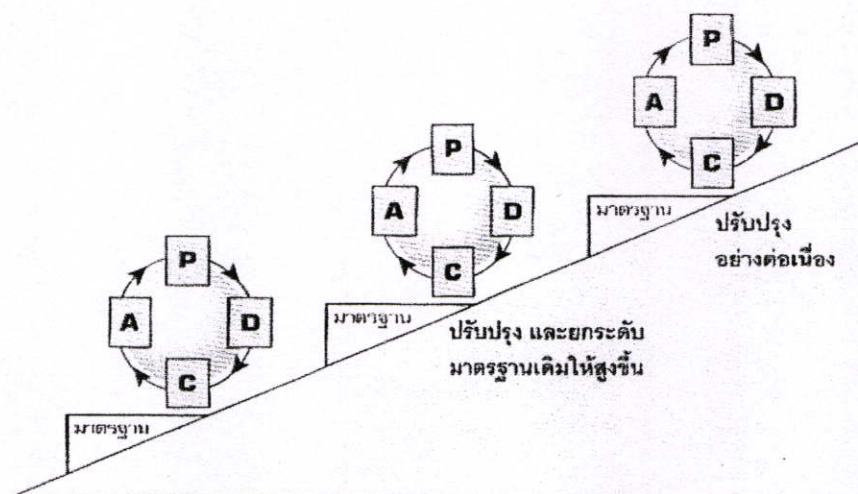 P
A
D
C
มาตรฐาน
ปรับปรุง
อย่างต่อเนื่อง
P
A
D
C
มาตรฐาน
ปรับปรุง และยกระดับ
มาตรฐานเดิมให้สูงขึ้น
P
A
D
C
มาตรฐาน